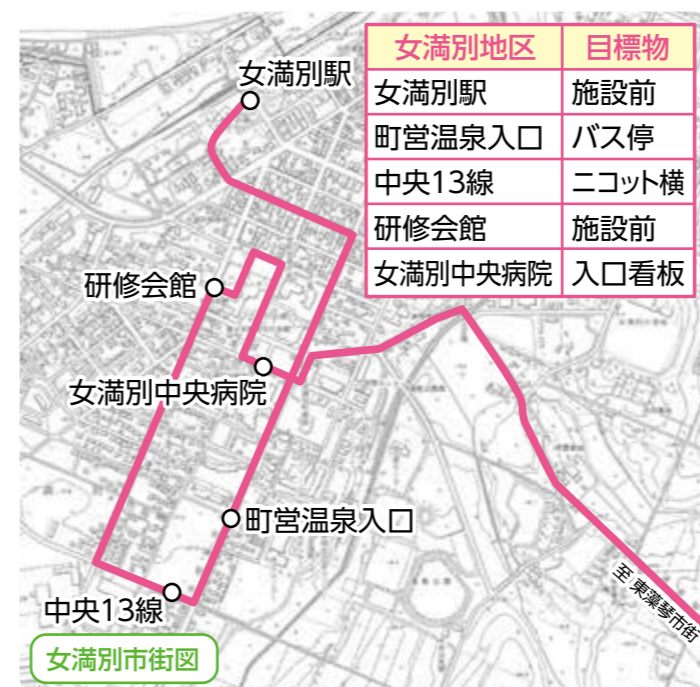 女満別地区 目標物
女満別駅 施設前
町営温泉入口 バス停
中央13線 ニコット横
研修会館 施設前
女満別中央病院 入口看板
女満別駅
研修会館
女満別中央病院
町営温泉入口
中央13線
至 東藻琴市街
女満別市街図